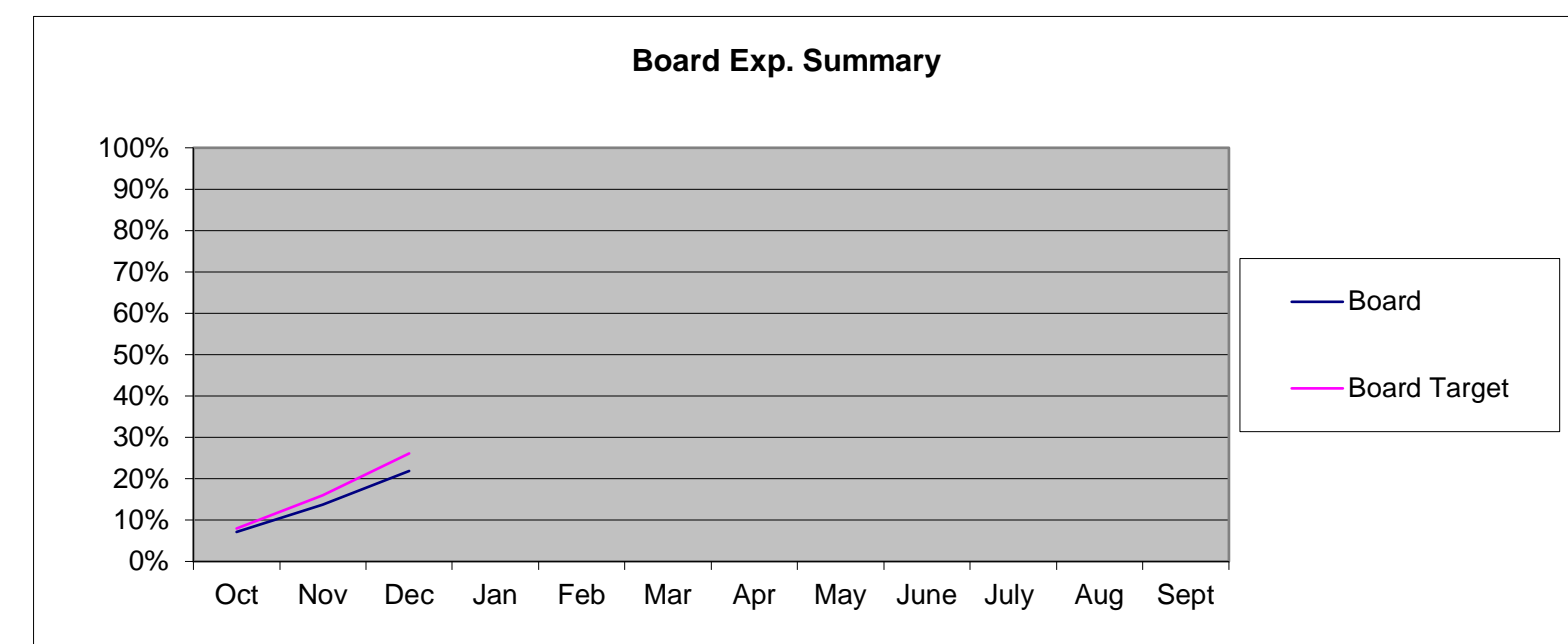 Board Exp. Summary
100%
90%
80%
70%
60%
50%
40%
30%
20%
10%
0%
Oct Nov Dec Jan Feb Mar Apr May June July Aug Sept
Board
Board Target